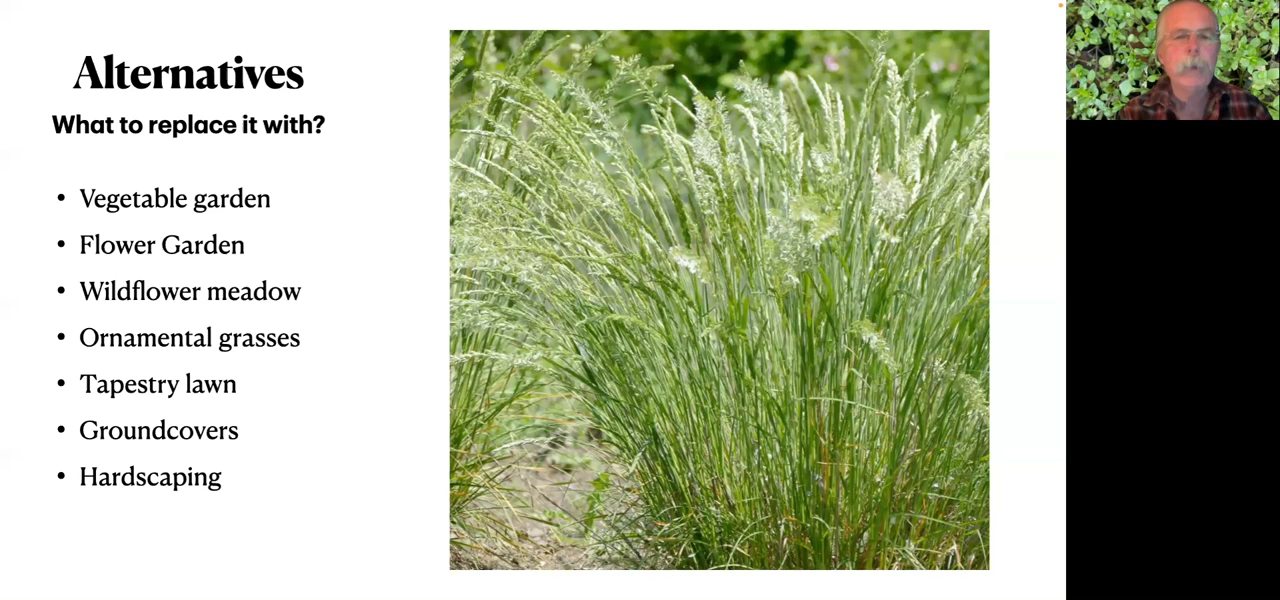 Alternatives
What to replace it with?
• Vegetable garden
• Flower Garden
• Wildflower meadow
• Ornamental grasses
• Tapestry lawn
• Groundcovers
• Hardscaping